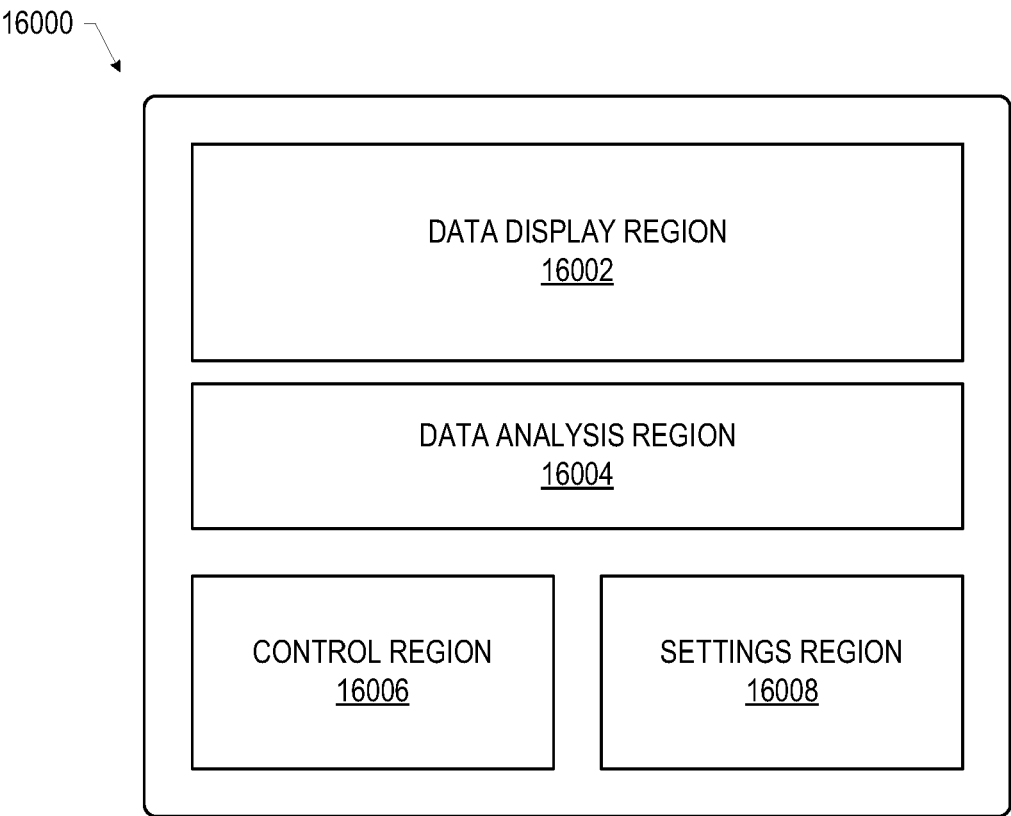 16000
DATA DISPLAY REGION
16002
DATA ANALYSIS REGION
16004
CONTROL REGION
16006
SETTINGS REGION
16008